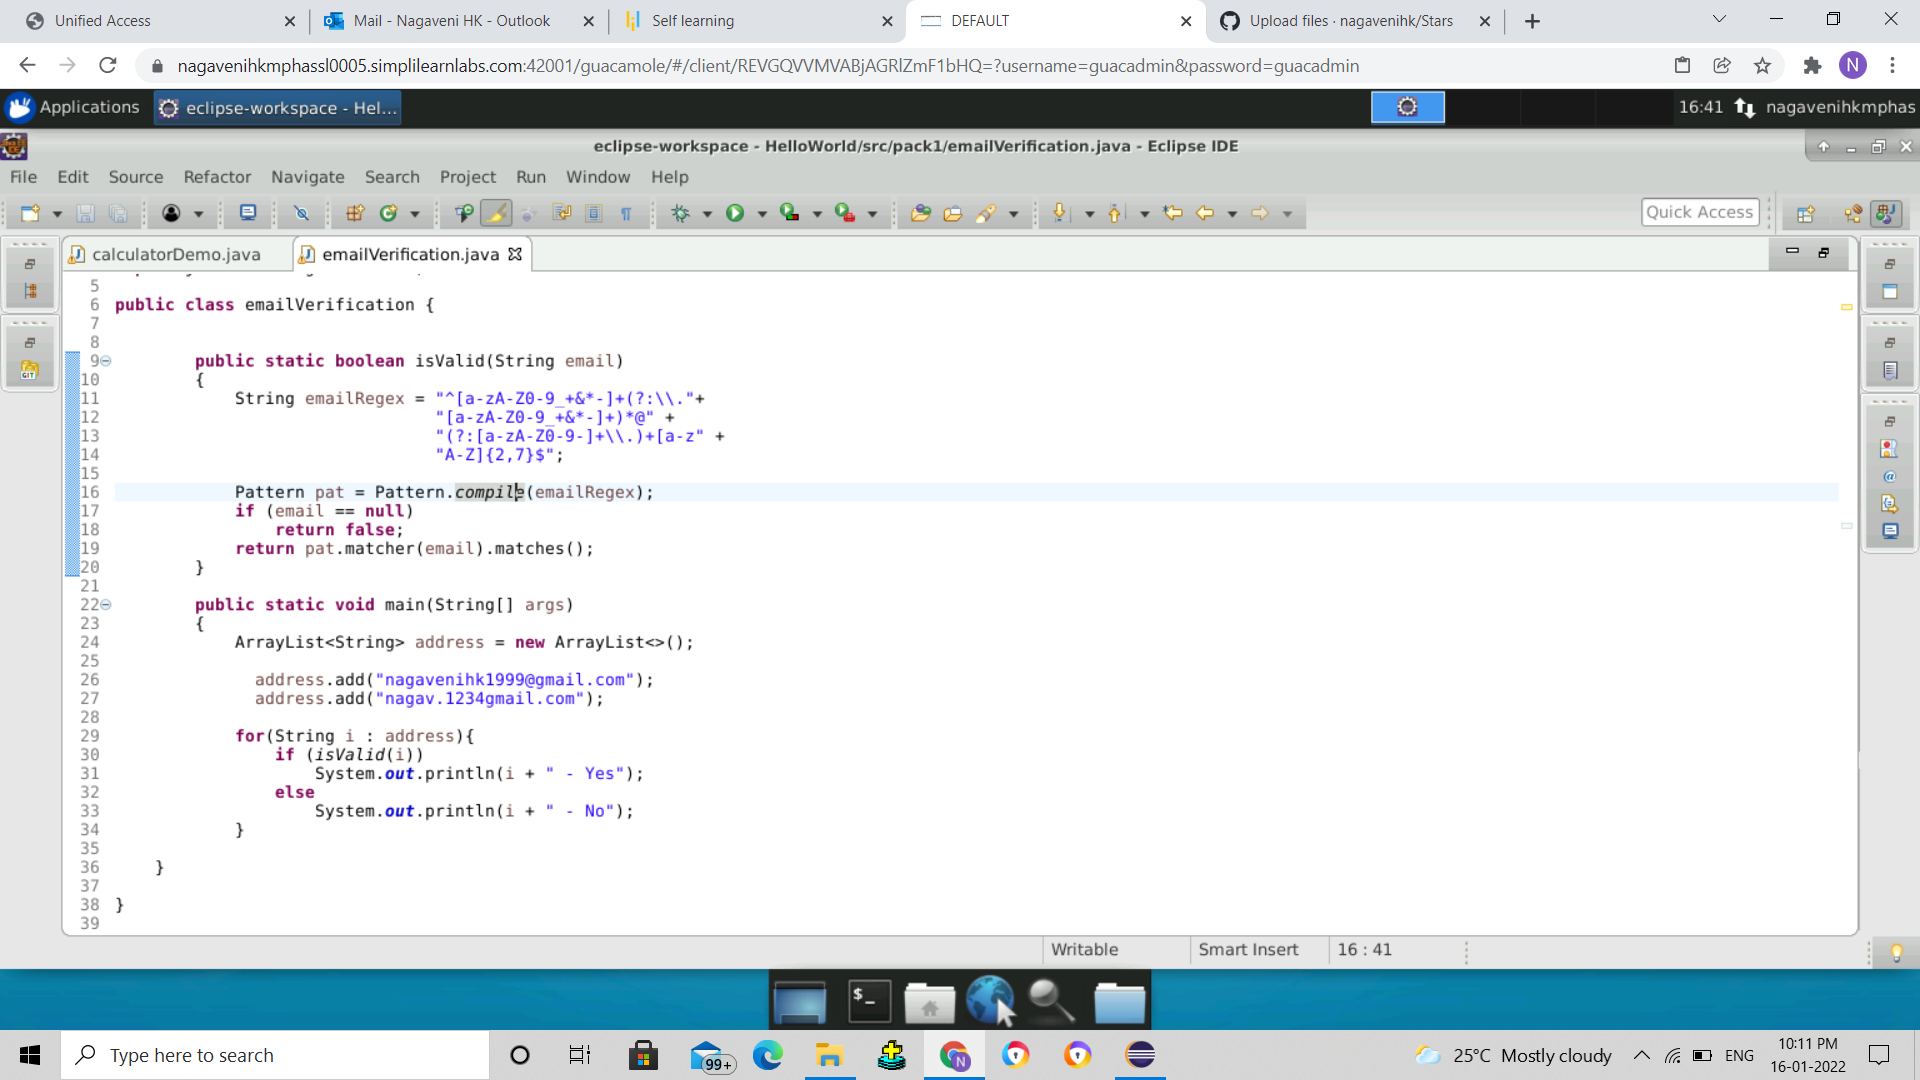 Unified Access
Mail - Nagaveni HK - Outlook
Self learning
DEFAULT
Upload files · nagavenihk/Stars
nagavenihkmphassl0005.simplilearnlabs.com:42001/guacamole/#/client/REVGQVVMVABjAGRlZmF1bHQ=?username=guacadmin&password=guacadmin
N
Applications
eclipse-workspace - Hel...
16:41
nagavenihkmphas
eclipse-workspace - HelloWorld/src/pack1/emailVerification.java - Eclipse IDE
File Edit Source Refactor Navigate Search Project Run Window Help
Quick Access
calculatorDemo.java
emailVerification.java
5
6 public class emailVerification {
7
8
9 public static boolean isValid(String email)
10 {
11 String emailRegex = "^[a-zA-Z0-9_+&*-]+(?:\\."+
12 "[a-zA-Z0-9_+&*-]+)*@" +
13 "(?:[a-zA-Z0-9-]+\\.)+[a-z" +
14 "A-Z]{2,7}$";
15
16 Pattern pat = Pattern.compile(emailRegex);
17 if (email == null)
18 return false;
19 return pat.matcher(email).matches();
20 }
21
22 public static void main(String[] args)
23 {
24 ArrayList<String> address = new ArrayList<>();
25
26 address.add("nagavenihk1999@gmail.com");
27 address.add("nagav.1234gmail.com");
28
29 for(String i : address){
30 if (isValid(i))
31 System.out.println(i + " - Yes");
32 else
33 System.out.println(i + " - No");
34 }
35
36 }
37
38 }
39
Writable
Smart Insert
16 : 41
Type here to search
99+
N
25°C Mostly cloudy
ENG
10:11 PM
16-01-2022